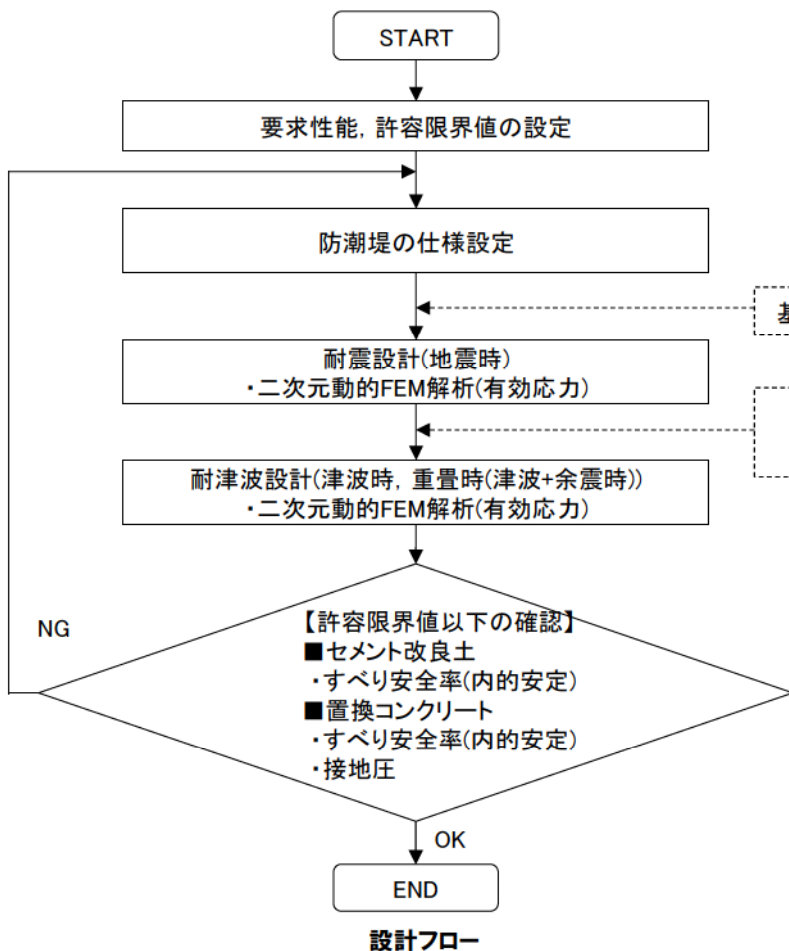 START
要求性能，許容限界値の設定
防潮堤の仕様設定
基
耐震設計(地震時)
・二次元動的FEM解析(有効応力)
耐津波設計(津波時，重畳時(津波+余震時))
・二次元動的FEM解析(有効応力)
NG
【許容限界値以下の確認】
■セメント改良土
・すべり安全率(内的安定)
■置換コンクリート
・すべり安全率(内的安定)
・接地圧
OK
END
設計フロー